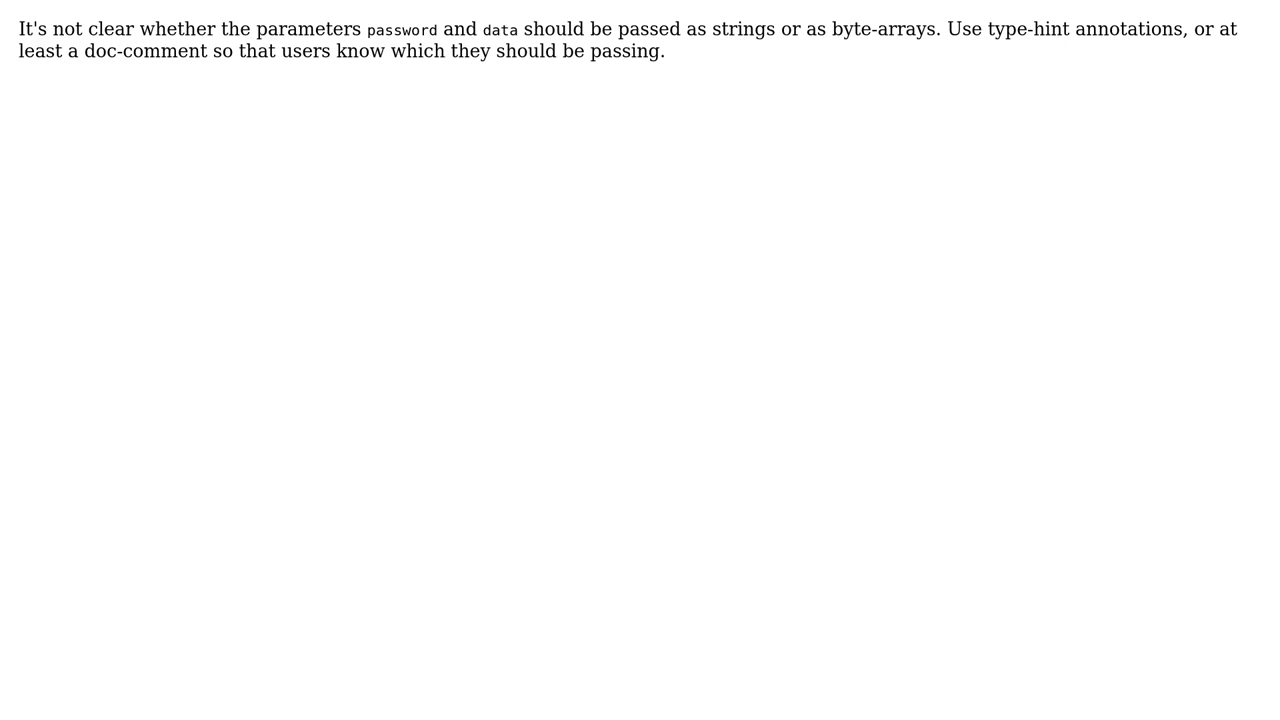 It's not clear whether the parameters password and data should be passed as strings or as byte-arrays. Use type-hint annotations, or at
least a doc-comment so that users know which they should be passing.